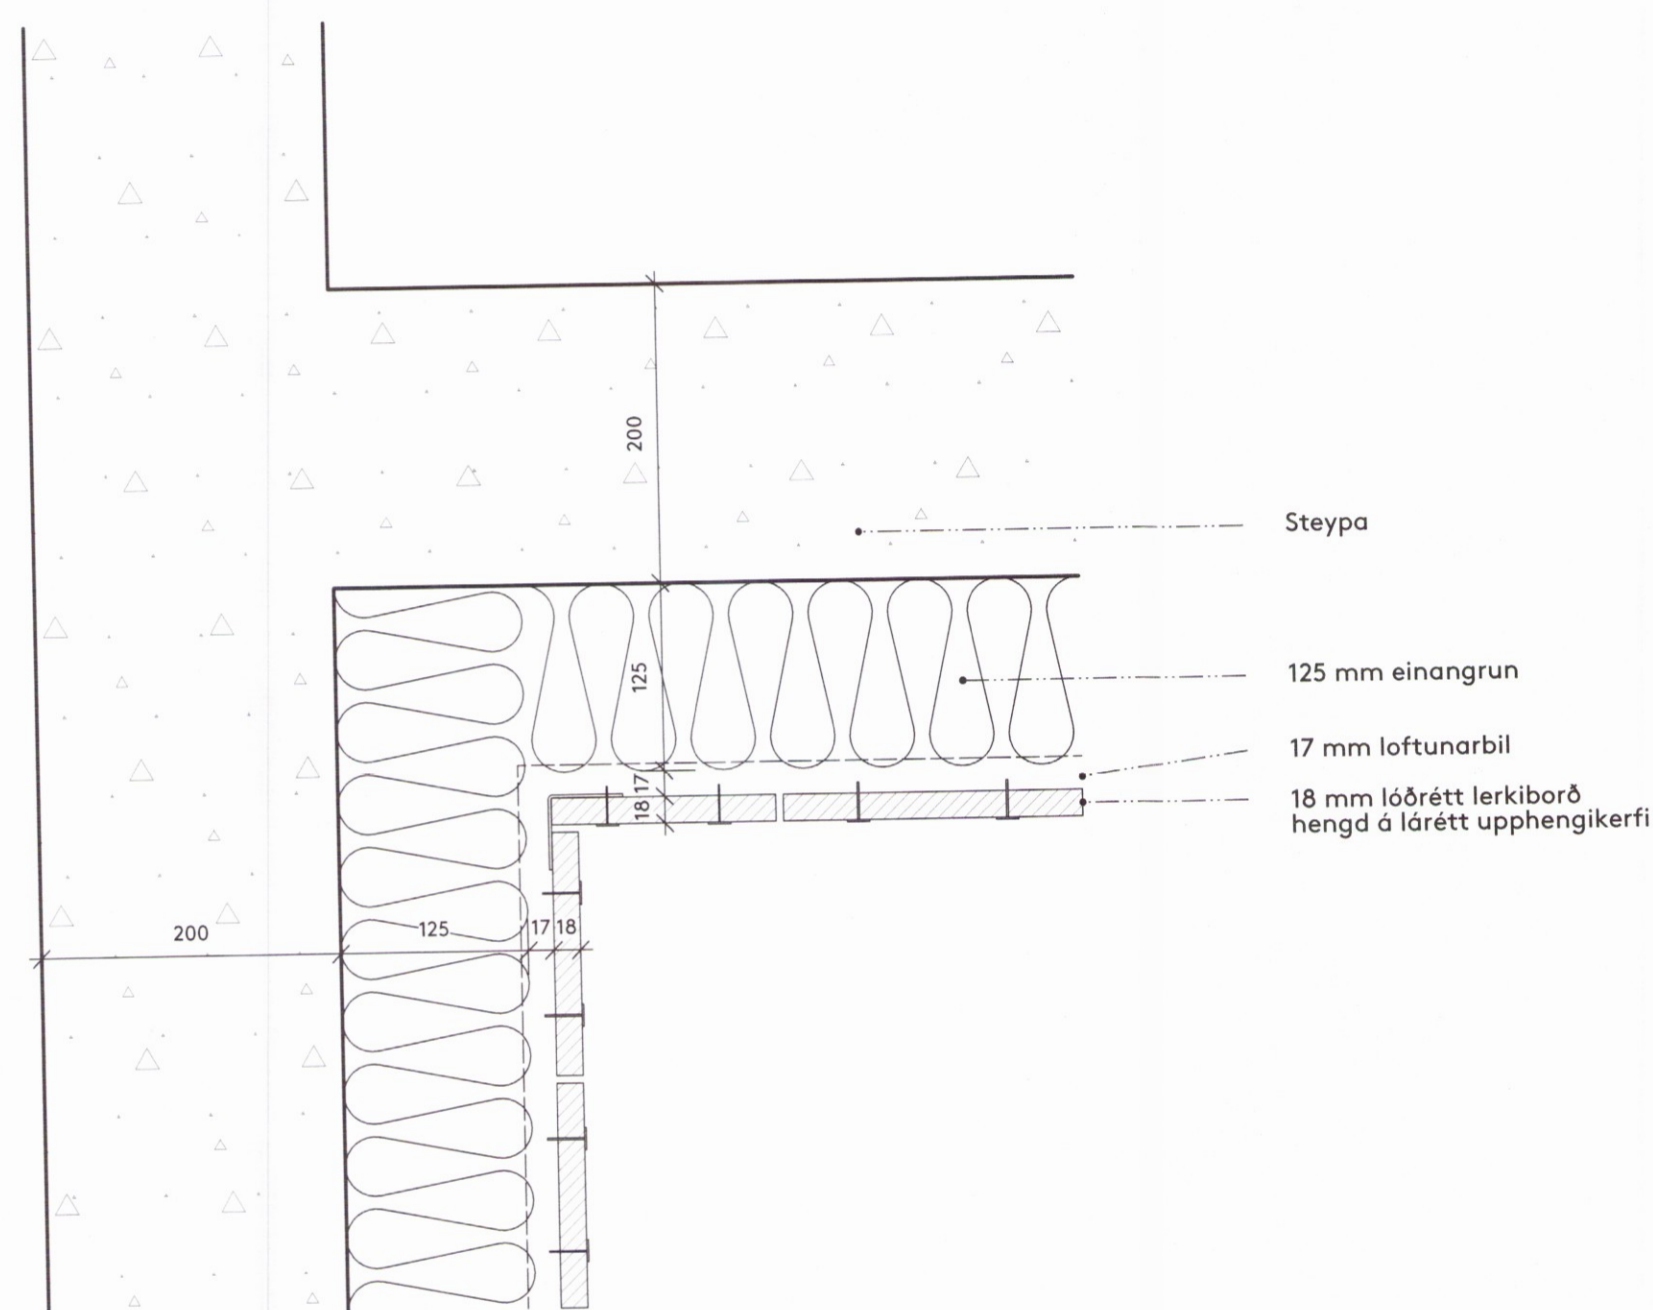 200
Steypa
125
125 mm einangrun
17 mm loftunarbil
17
18
18 mm lóðrétt lerkiborð
hengd á lárétt upphengikerfi
200
125
17
18